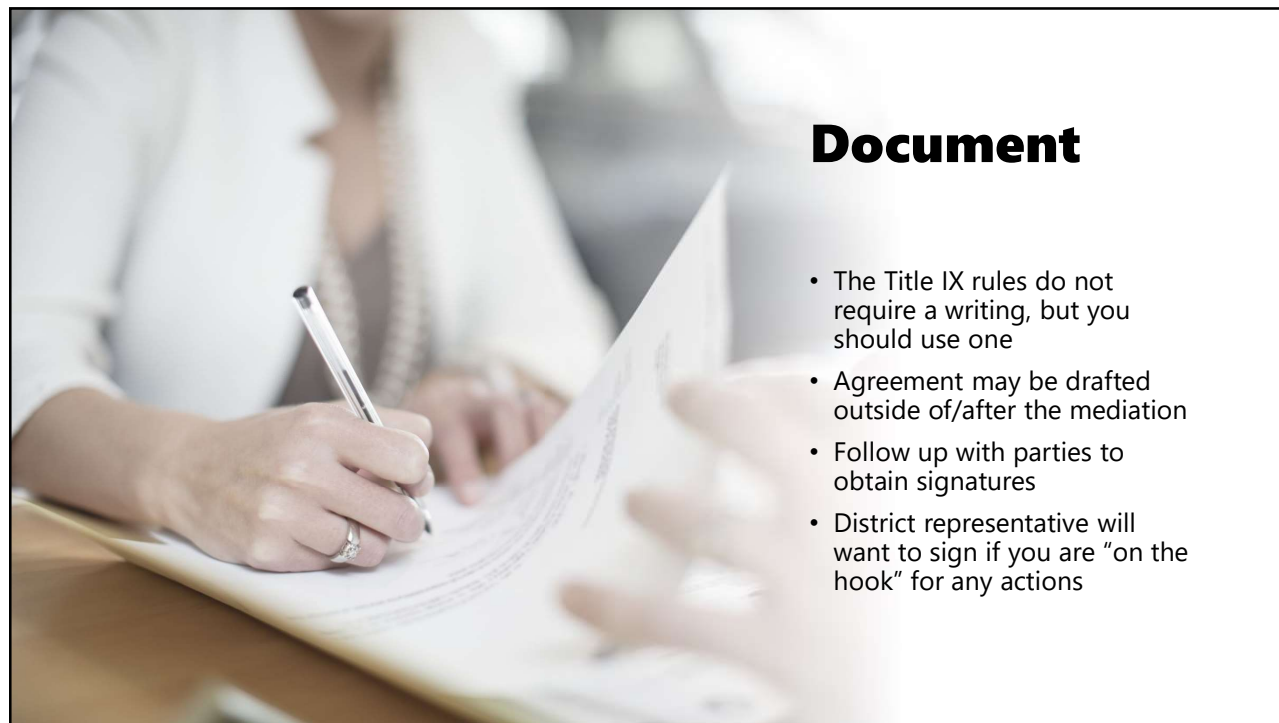 Document
• The Title IX rules do not
require a writing, but you
should use one
• Agreement may be drafted
outside of/after the mediation
• Follow up with parties to
obtain signatures
• District representative will
want to sign if you are “on the
hook” for any actions